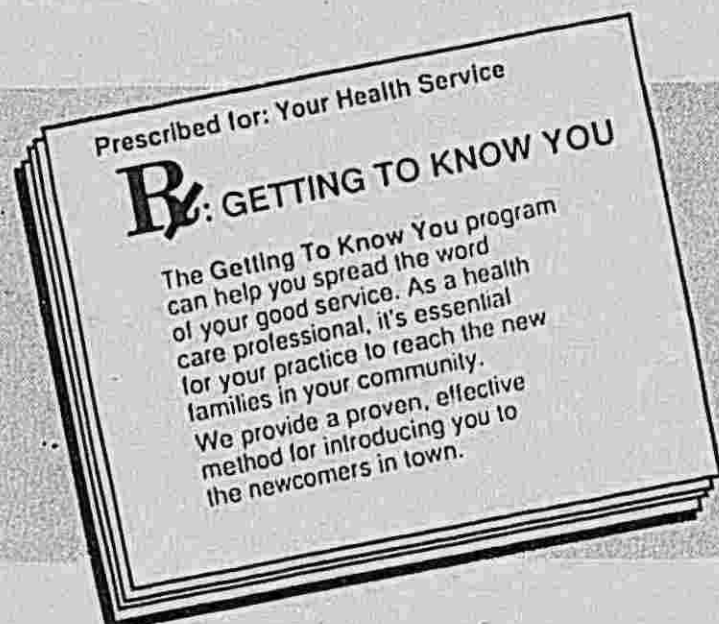 Prescribed for: Your Health Service
Rx: GETTING TO KNOW YOU
The Getting To Know You program
can help you spread the word
of your good service. As a health
care professional, it's essential
for your practice to reach the new
families in your community.
We provide a proven, effective
method for introducing you to
the newcomers in town.